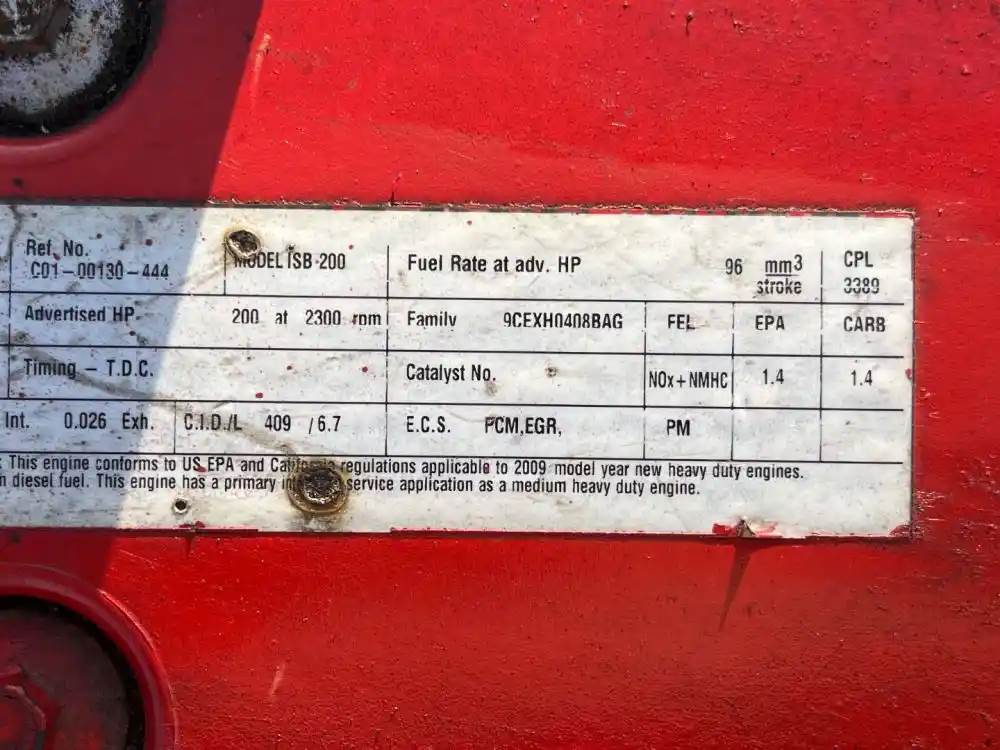 Ref. No. MODEL ISB-200 Fuel Rate at adv. HP 96 mm3 CPL
C01-00130-444 stroke 3389
Advertised HP. 200 at 2300 rpm Family 9CEXH0408BAG FEL EPA CARB
Timing - T.D.C. Catalyst No. NOx+NMHC 1.4 1.4
Int. 0.026 Exh. C.I.D./L 409 /6.7 E.C.S. PCM,EGR, PM
: This engine conforms to US EPA and California regulations applicable to 2009 model year new heavy duty engines.
diesel fuel. This engine has a primary service application as a medium heavy duty engine.